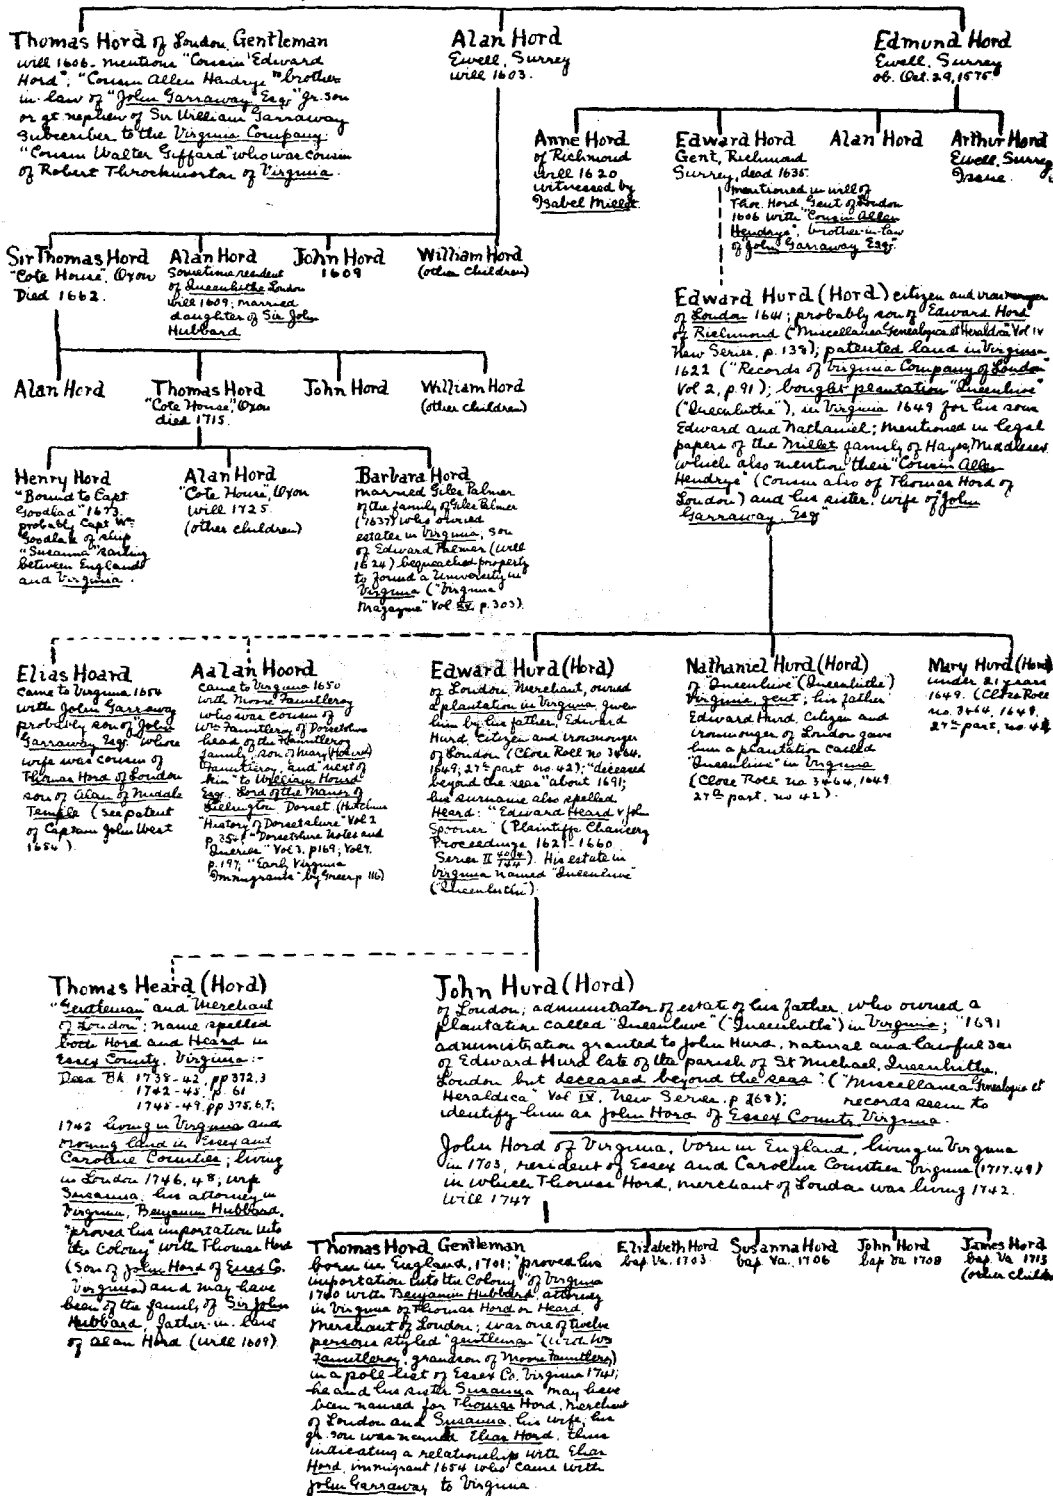 Thomas Hord of London, Gentleman
will 1606 - mentions "Cousin Edward
Hord"; "Cousin Allen Hendrye" brother
in-law of "John Garraway Esq," gr. son
or gt. nephew of Sir William Garraway
subscriber to the Virginia Company:
"Cousin Walter Giffard" who was cousin
of Robert Throckmorton of Virginia.
Alan Hord
Ewell, Surrey
will 1603.
Edmund Hord
Ewell, Surrey
ob. Oct. 29, 1575
Anne Hord
of Richmond
will 1620
witnessed by
Isabel Millet.
Edward Hord
Gent, Richmond
Surrey, dead 1635.
mentioned in will of
Thos. Hord, Gent of London
1606 with "Cousin Allen
Hendrye", brother-in-law
of "John Garraway Esq."
Alan Hord
Arthur Hord
Ewell, Surrey
Issue.
Sir Thomas Hord
"Cote House", Oxon
Died 1662
Alan Hord
Sometime resident
of Queenhithe London
will 1609; married
daughter of Sir John
Hubbard
John Hord
1609
William Hord
(other children)
Edward Hurd (Hord) citizen and ironmonger
of London 1641; probably son of Edward Hord
of Richmond ("Miscellanea Genealogica et Heraldica" Vol IV
New Series, p. 138); patented land in Virginia
1622 ("Records of Virginia Company of London"
Vol 2, p. 91); bought plantation "Queenhive"
("Queenhithe"), in Virginia 1649 for his sons
Edward and Nathaniel; mentioned in legal
papers of the Millet family of Hayes, Middlesex
which also mention their "Cousin Allen
Hendrye" (Cousin also of Thomas Hord of
London) and his sister, wife of John
Garraway, Esq"
Alan Hord
Thomas Hord
"Cote House", Oxon
died 1715.
John Hord
William Hord
(other children)
Henry Hord
"Bound to Capt
Goodlad" 1673.
probably Capt Wm
Goodlad of ship
"Susanna" sailing
between England
and Virginia.
Alan Hord
"Cote House", Oxon
Will 1725.
(other children)
Barbara Hord
married Giles Palmer
of the family of Giles Palmer
(1637) who owned
estates in Virginia, son
of Edward Palmer (will
1624) bequeathed property
to found a University in
Virginia ("Virginia
Magazine" Vol p. 303).
Elias Hoard
came to Virginia 1654
with John Garraway
probably son of "John
Garraway Esq." whose
wife was cousin of
Thomas Hord of London
son of Alan of Middle
Temple (see patent
of Captain John West
1654).
Aalan Hoord
came to Virginia 1650
with Moore Fauntleroy
who was cousin of
Wm Fauntleroy of Dorsetshire
head of the Fauntleroy
family, son of Mary (Hoord)
Fauntleroy, and "next of
kin" to William Hourd
Esq. Lord of the Manor of
Dorset (Hutchins
"History of Dorsetshire" Vol 2
p. 354; "Dorsetshire Notes and
Queries" Vol 3. p 169; Vol 9.
p. 197; "Early Virginia
Immigrants" by Greer p 116)
Edward Hurd (Hord)
of London, Merchant, owned
a plantation in Virginia given
him by his father, Edward
Hurd, citizen and ironmonger
of London (Close Roll no 3464,
1649; 27th part no 42); "deceased
beyond the seas" about 1691;
his surname also spelled
Heard: "Edward Heard v John
Spooner" (Plaintiffs Chancery
Proceedings 1621-1660
Series II). His estate in
Virginia named "Queenhive"
("Queenhithe")
Nathaniel Hurd (Hord)
of "Queenhive" (Queenhithe)
Virginia, gent; his father
Edward Hurd, Citizen and
ironmonger of London gave
him a plantation called
"Queenhive" in Virginia
(Close Roll no 3464, 1649
27th part, no 42).
Mary Hurd (Hord)
under 21 years
1649. (Close Roll
no. 3464, 1649,
27th part, no. 42
Thomas Heard (Hord)
"Gentleman" and "Merchant
of London"; name spelled
both Hord and Heard in
Essex County, Virginia:-
Deed Bk 1738-42, pp 372,3
1742-45, p. 61
1745-49, pp 375,6,7;
1742 living in Virginia and
owning land in Essex and
Caroline Counties; living
in London 1746, 48; wife
Susanna; his attorney in
Virginia, Benjamin Hubbard,
"proved his importation into
the Colony" with Thomas Hord
(son of John Hord of Essex Co.
Virginia) and may have
been of the family of Sir John
Hubbard, father-in-law
of Alan Hord (will 1609)
John Hurd (Hord)
of London; administrator of estate of his father, who owned a
plantation called "Queenhive" ("Queenhithe") in Virginia; "1691
administration granted to John Hurd, natural and lawful son
of Edward Hurd late of the parish of St Michael, Queenhithe,
London but deceased beyond the seas" ("Miscellanea Genealogica et
Heraldica" Vol IV, New Series, p 268); records seem to
identify him as John Hord of Essex County Virginia.
John Hord of Virginia, born in England, living in Virginia
in 1703, resident of Essex and Caroline Counties Virginia (1717-49)
in which Thomas Hord, merchant of London was living 1742.
Will 1747
Thomas Hord Gentleman
born in England, 1701; "proved his
importation into the Colony" of Virginia
1740 with Benjamin Hubbard, attorney
in Virginia of Thomas Hord or Heard,
Merchant of London; was one of twelve
persons styled "gentleman" (with Wm
Fauntleroy, grandson of Moore Fauntleroy)
in a poll list of Essex Co. Virginia 1741;
he and his sister Susanna may have
been named for Thomas Hord, merchant
of London and Susanna, his wife; his
gr. son was named Elias Hord, thus
indicating a relationship with Elias
Hord, immigrant 1654 who came with
John Garraway to Virginia.
Elizabeth Hord
bap Va. 1703.
Susanna Hord
bap Va. 1706
John Hord
bap Va 1708
James Hord
bap Va. 1713
(other childr